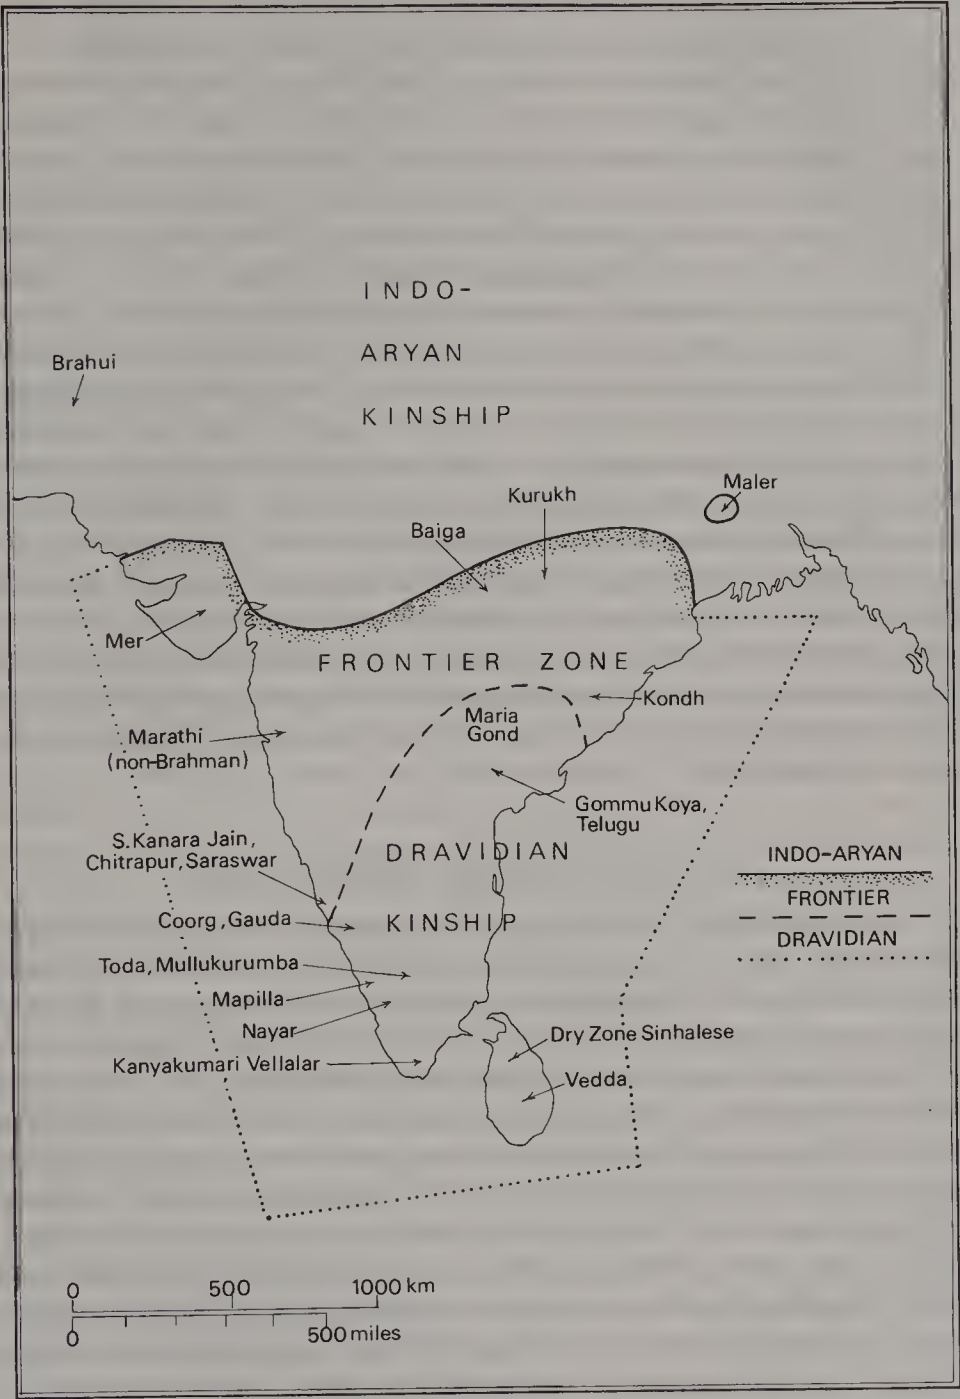 INDO-
ARYAN
KINSHIP
Brahui
Maler
Kurukh
Baiga
Mer
FRONTIER ZONE
Kondh
Maria
Gond
Marathi
(non-Brahman)
Gommu Koya,
Telugu
S.Kanara Jain,
Chitrapur, Saraswar
DRAVIDIAN
KINSHIP
INDO-ARYAN
FRONTIER
DRAVIDIAN
Coorg, Gauda
Toda, Mullukurumba
Mapilla
Nayar
Kanyakumari Vellalar
Dry Zone Sinhalese
Vedda
0 500 1000 km
0 500 miles